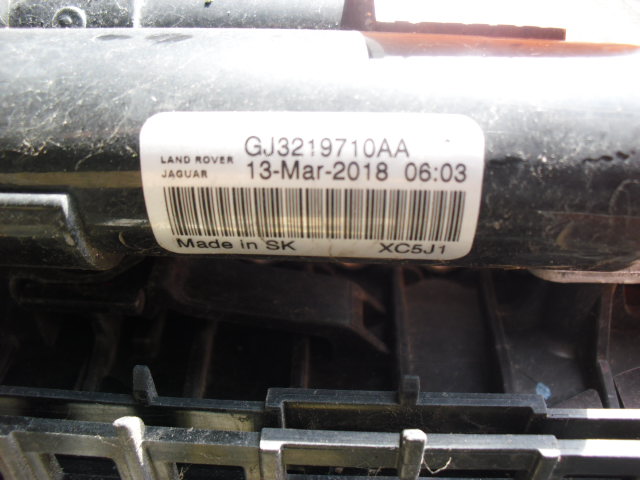 GJ3219710AA
LAND ROVER
JAGUAR 13-Mar-2018 06:03
Made in SK XC5J1